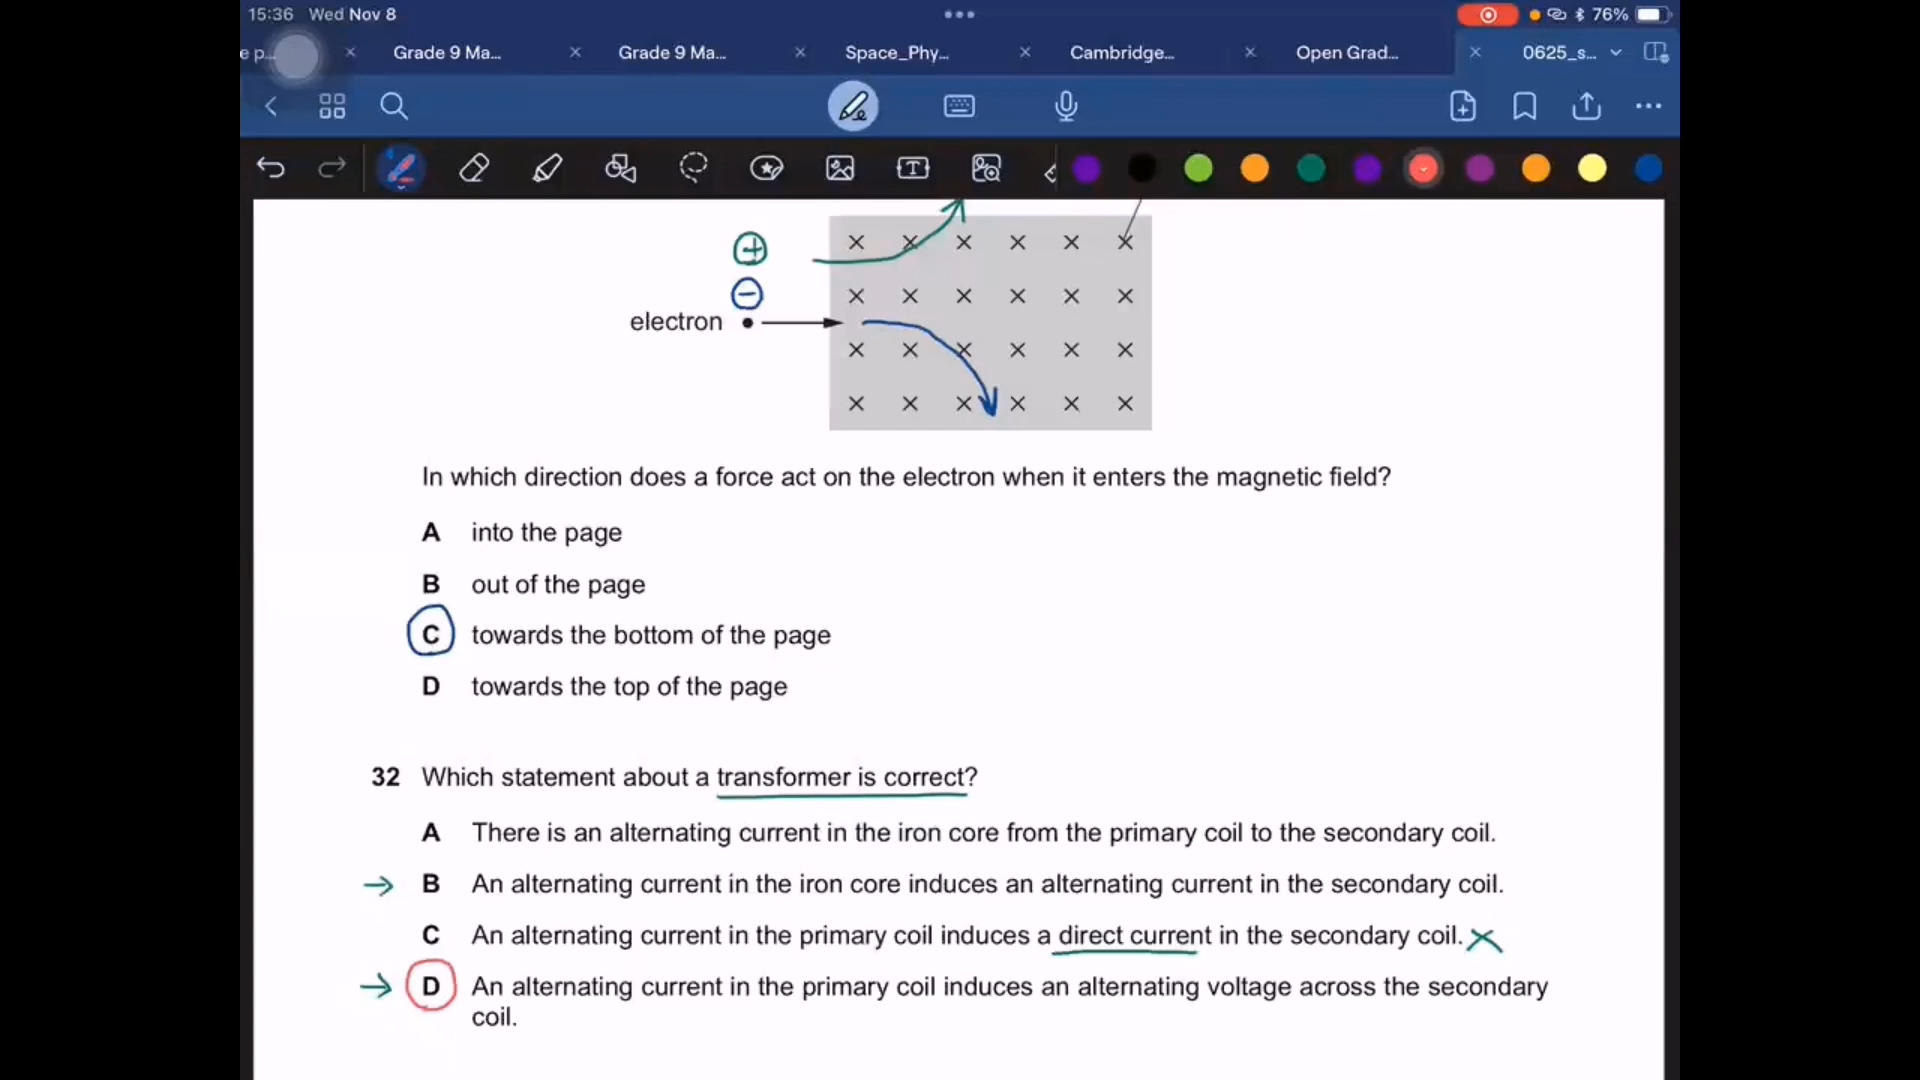 15:36 Wed Nov 8
76%
e p...
Grade 9 Ma...
Grade 9 Ma...
Space_Phy...
Cambridge...
Open Grad...
0625_s...
electron
In which direction does a force act on the electron when it enters the magnetic field?
A into the page
B out of the page
C towards the bottom of the page
D towards the top of the page
32 Which statement about a transformer is correct?
A There is an alternating current in the iron core from the primary coil to the secondary coil.
B An alternating current in the iron core induces an alternating current in the secondary coil.
C An alternating current in the primary coil induces a direct current in the secondary coil.
D An alternating current in the primary coil induces an alternating voltage across the secondary
coil.